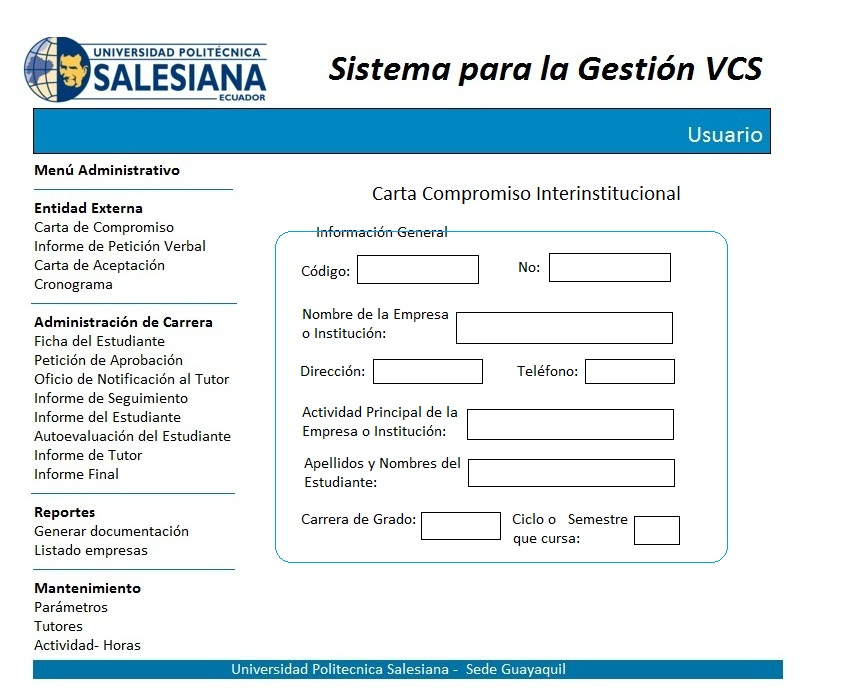 UNIVERSIDAD POLITÉCNICA
SALESIANA
ECUADOR
Sistema para la Gestión VCS
Usuario
Menú Administrativo
Entidad Externa
Carta de Compromiso
Informe de Petición Verbal
Carta de Aceptación
Cronograma
Administración de Carrera
Ficha del Estudiante
Petición de Aprobación
Oficio de Notificación al Tutor
Informe de Seguimiento
Informe del Estudiante
Autoevaluación del Estudiante
Informe de Tutor
Informe Final
Reportes
Generar documentación
Listado empresas
Mantenimiento
Parámetros
Tutores
Actividad- Horas
Carta Compromiso Interinstitucional
Información General
Código:
No:
Nombre de la Empresa
o Institución:
Dirección:
Teléfono:
Actividad Principal de la
Empresa o Institución:
Apellidos y Nombres del
Estudiante:
Carrera de Grado:
Ciclo o Semestre
que cursa:
Universidad Politecnica Salesiana - Sede Guayaquil